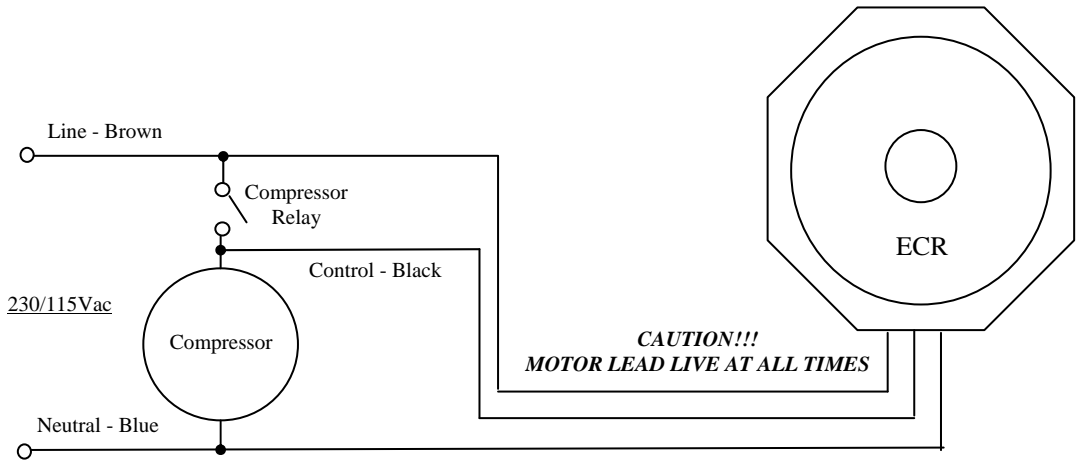 Line - Brown
Compressor
Relay
ECR
Control - Black
230/115Vac
Compressor
CAUTION!!!
MOTOR LEAD LIVE AT ALL TIMES
Neutral - Blue